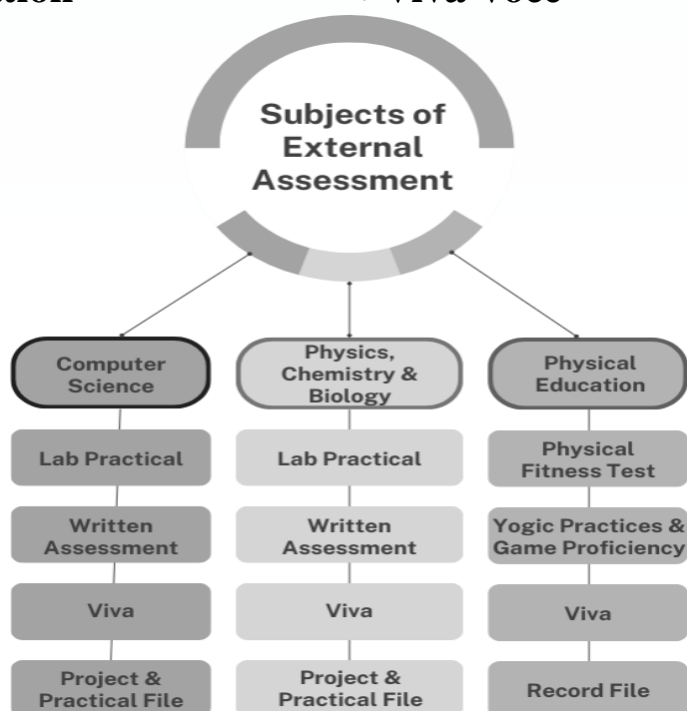 Subjects of
External
Assessment
Computer
Science
Lab Practical
Written
Assessment
Viva
Project &
Practical File
Physics,
Chemistry &
Biology
Lab Practical
Written
Assessment
Viva
Project &
Practical File
Physical
Education
Physical
Fitness Test
Yogic Practices &
Game Proficiency
Viva
Record File